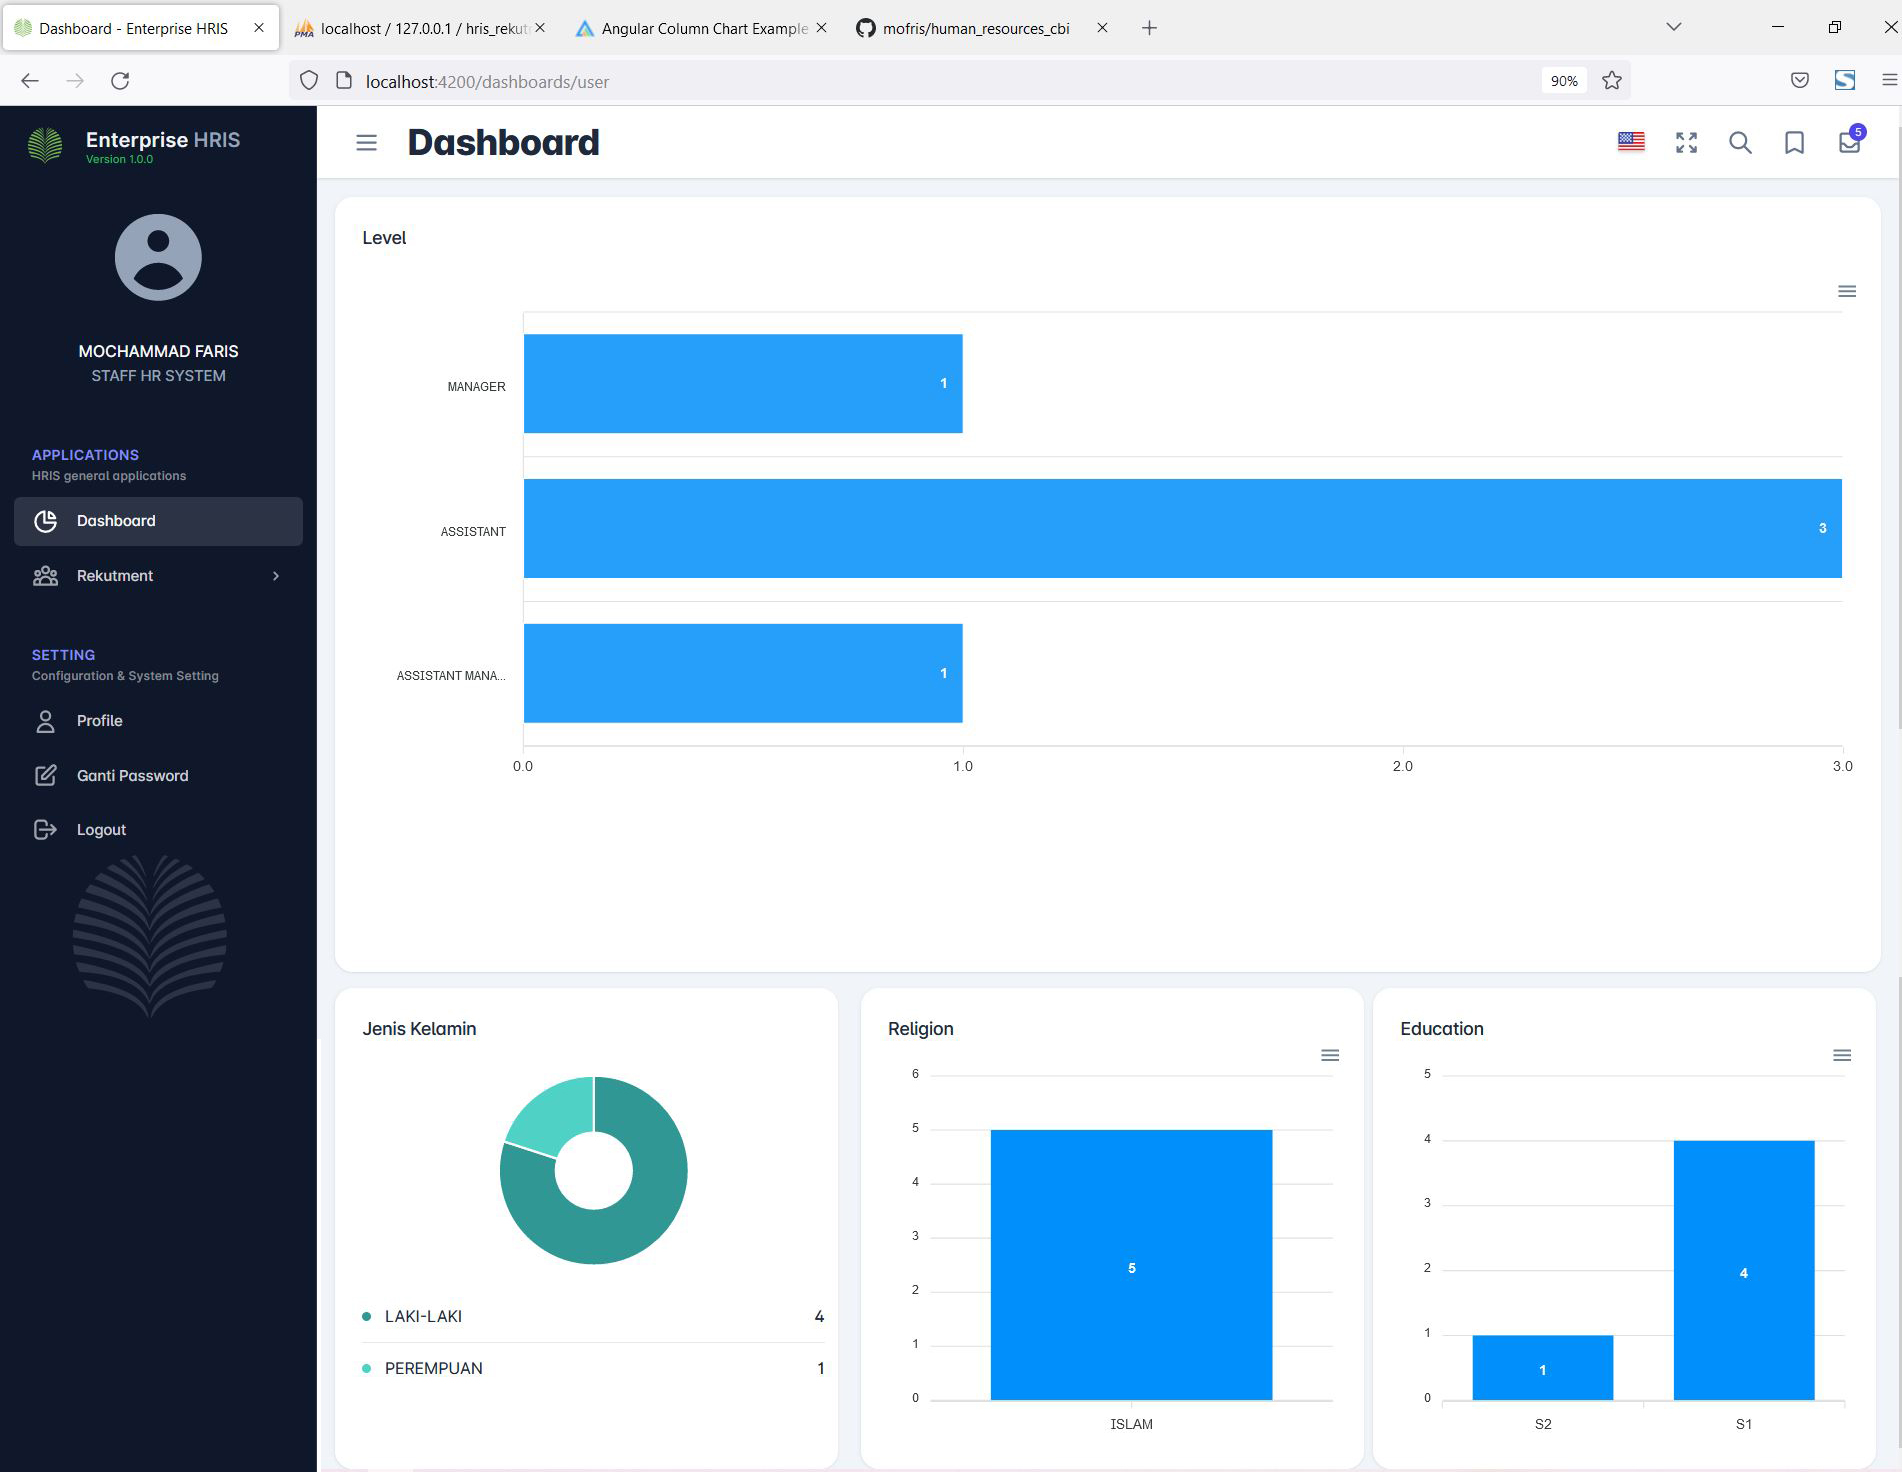 Dashboard - Enterprise HRIS
localhost / 127.0.0.1 / hris_rekut
Angular Column Chart Example
mofris/human_resources_cbi
localhost:4200/dashboards/user
90%
Enterprise HRIS
Version 1.0.0
Dashboard
5
MOCHAMMAD FARIS
STAFF HR SYSTEM
APPLICATIONS
HRIS general applications
Dashboard
Rekutment
SETTING
Configuration & System Setting
Profile
Ganti Password
Logout
Level
MANAGER
1
ASSISTANT
3
ASSISTANT MANA...
1
0.0
1.0
2.0
3.0
Jenis Kelamin
LAKI-LAKI
4
PEREMPUAN
1
Religion
6
5
4
3
2
1
0
5
ISLAM
Education
5
4
3
2
1
0
1
4
S2
S1